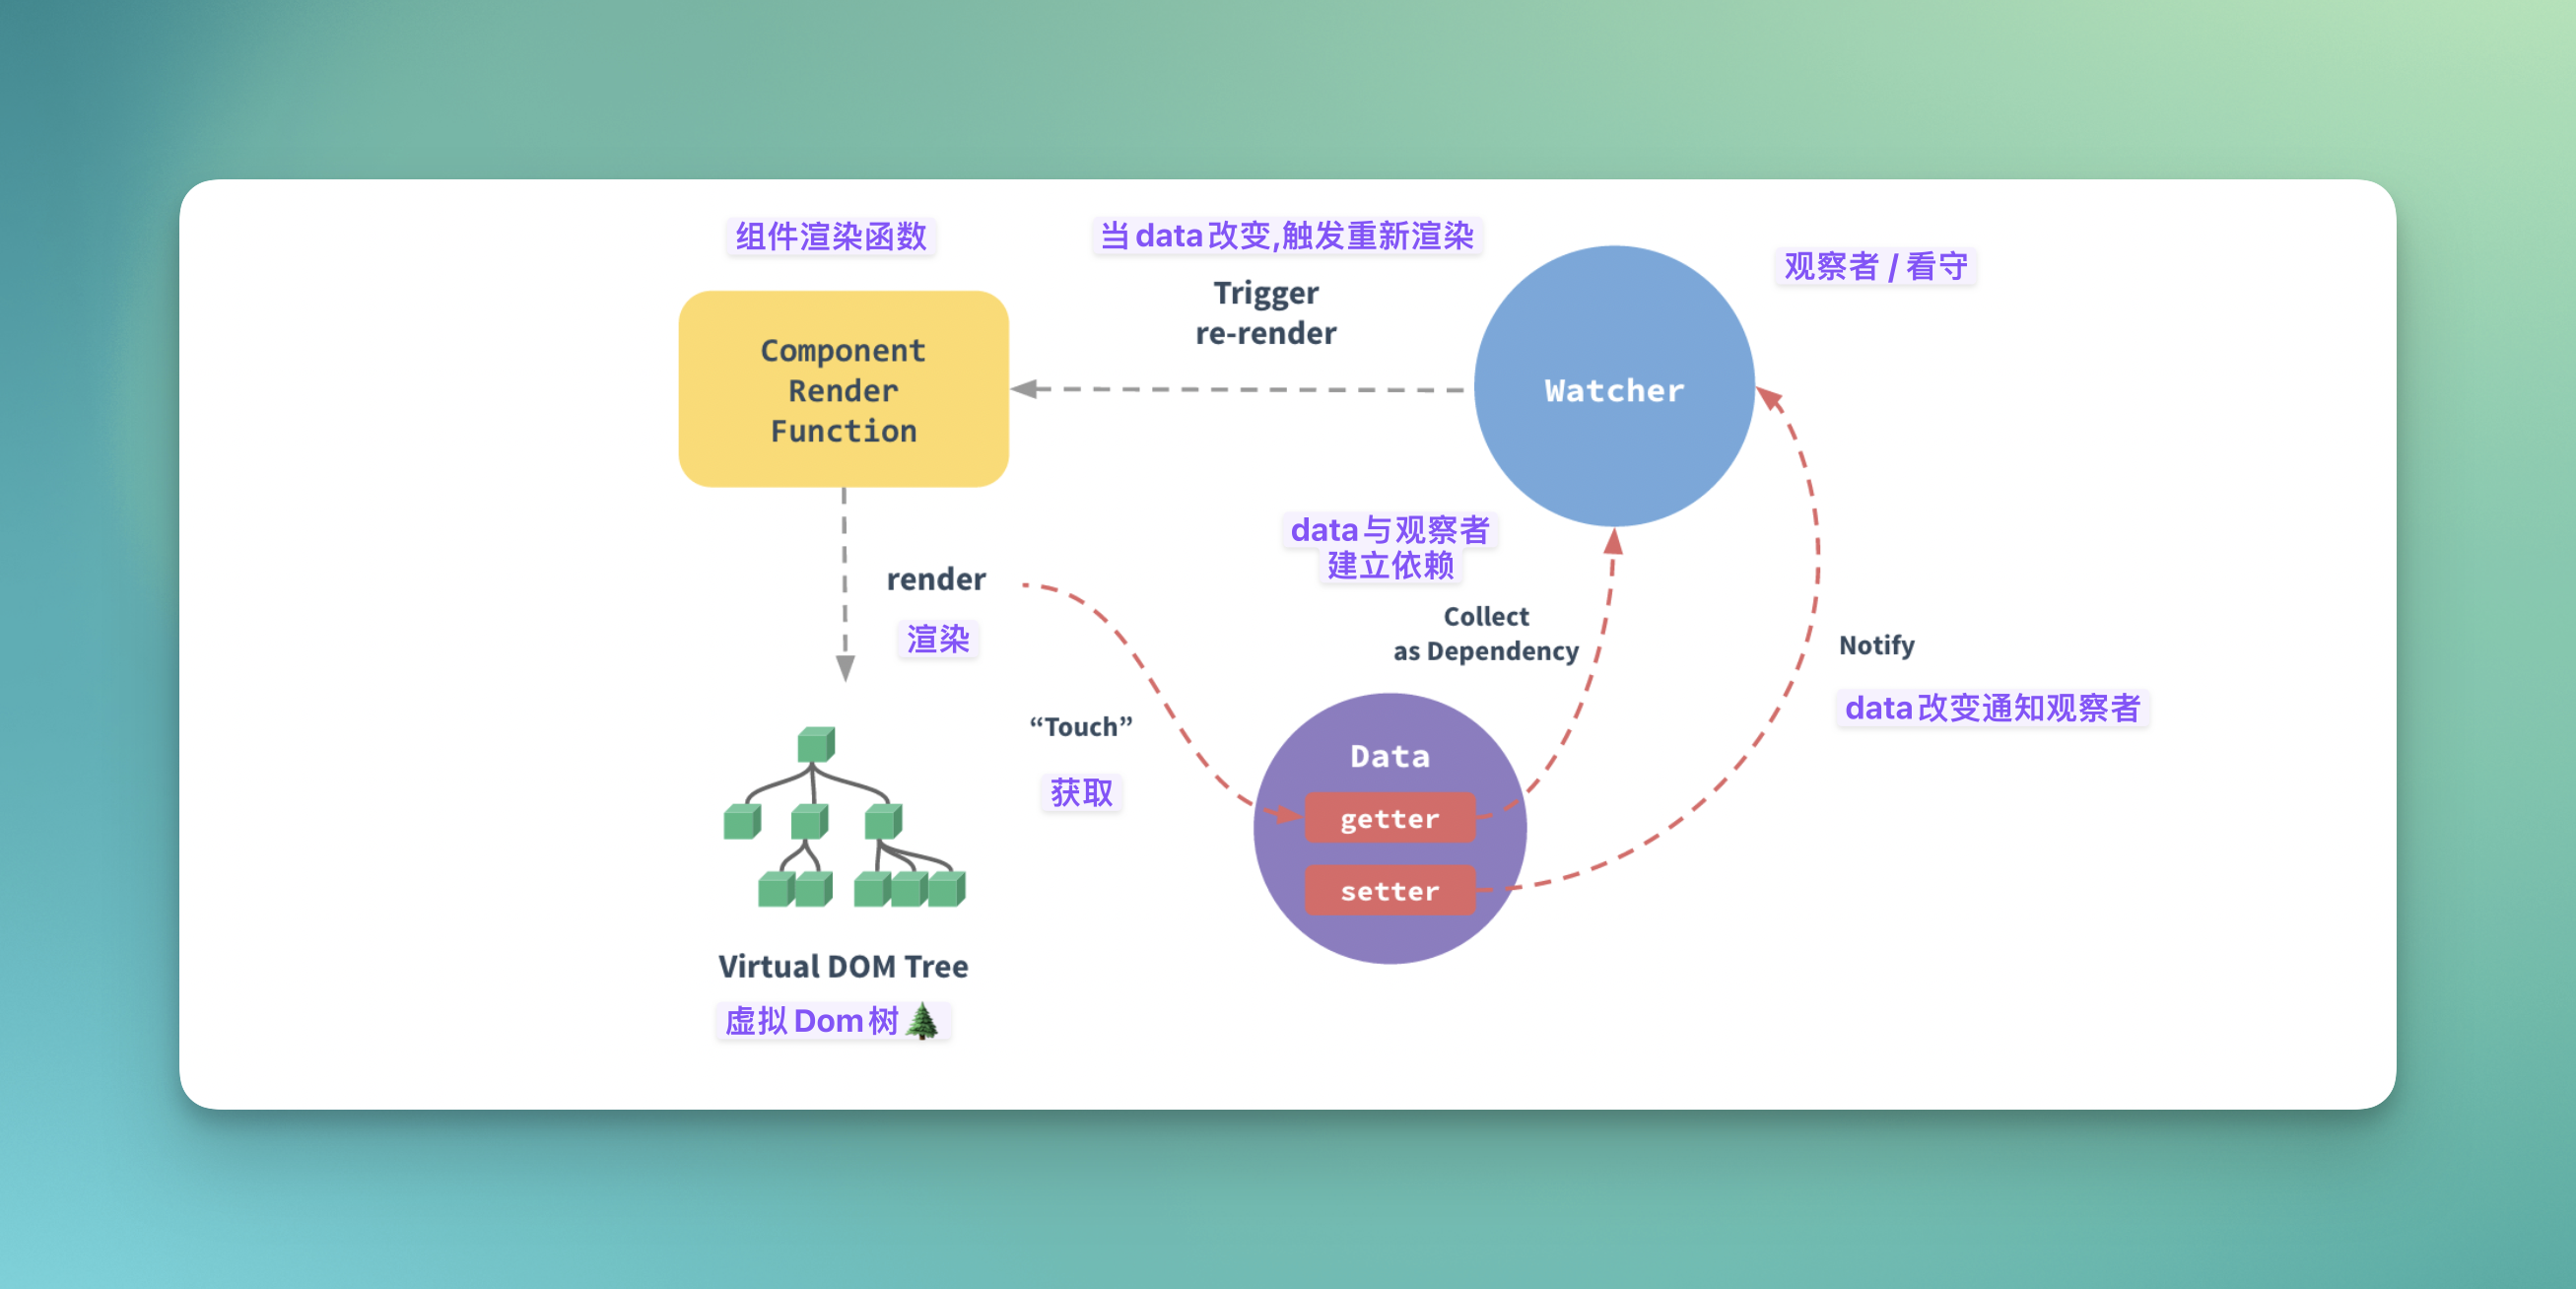 组件渲染函数
当data改变,触发重新渲染
观察者 / 看守
Trigger
re-render
Component
Render
Function
Watcher
data与观察者
建立依赖
render
渲染
Collect
as Dependency
Notify
data改变通知观察者
“Touch”
获取
Data
getter
setter
Virtual DOM Tree
虚拟Dom树🌲